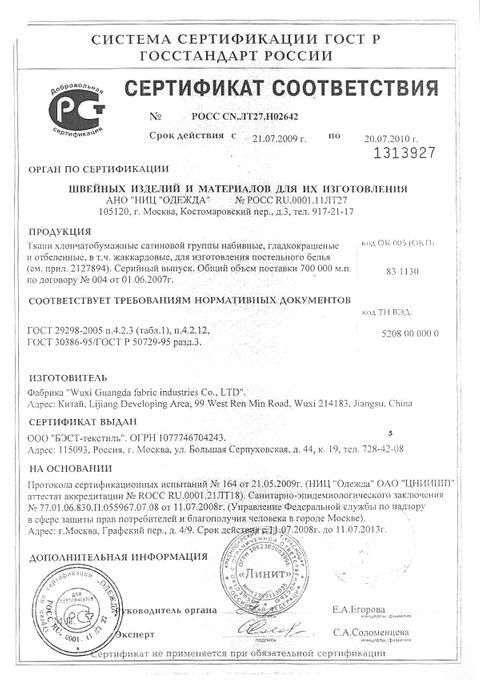 СИСТЕМА СЕРТИФИКАЦИИ ГОСТ Р
ГОССТАНДАРТ РОССИИ
Добровольная
сертификация
СЕРТИФИКАТ СООТВЕТСТВИЯ
№ РОСС CN.ЛТ27.Н02642
Срок действия с 21.07.2009 г. по 20.07.2010 г.
1313927
ОРГАН ПО СЕРТИФИКАЦИИ
ШВЕЙНЫХ ИЗДЕЛИЙ И МАТЕРИАЛОВ ДЛЯ ИХ ИЗГОТОВЛЕНИЯ
АНО "НИЦ "ОДЕЖДА" № РОСС RU.0001.11ЛТ27
105120, г. Москва, Костомаровский пер., д.3, тел. 917-21-17
ПРОДУКЦИЯ
Ткани хлопчатобумажные сатиновой группы набивные, гладкокрашеные
и отбеленные, в т.ч. жаккардовые, для изготовления постельного белья
(см. прил. 2127894). Серийный выпуск. Общий объем поставки 700 000 м.п.
по договору № 004 от 01.06.2007г.
код ОК 005 (ОКП):
83 1130
СООТВЕТСТВУЕТ ТРЕБОВАНИЯМ НОРМАТИВНЫХ ДОКУМЕНТОВ
ГОСТ 29298-2005 п.4.2.3 (табл.1), п.4.2.12,
ГОСТ 30386-95/ГОСТ Р 50729-95 разд.3.
код ТН ВЭД:
5208 00 000 0
ИЗГОТОВИТЕЛЬ
Фабрика "Wuxi Guangda fabric industries Co., LTD".
Адрес: Китай, Lijiang Developing Area, 99 West Ren Min Road, Wuxi 214183, Jiangsu, China
СЕРТИФИКАТ ВЫДАН
ООО "БЭСТ-текстиль". ОГРН 1077746704243.
Адрес: 115093, Россия, г. Москва, ул. Большая Серпуховская, д. 44, к. 19, тел. 728-42-08
НА ОСНОВАНИИ
Протокола сертификационных испытаний № 164 от 21.05.2009г. (НИЦ "Одежда" ОАО "ЦНИИШП"
аттестат аккредитации № РОСС RU.0001.21ЛТ18). Санитарно-эпидемиологического заключения
№ 77.01.06.830.П.055967.07.08 от 11.07.2008г. (Управление Федеральной службы по надзору
в сфере защиты прав потребителей и благополучия человека в городе Москве).
Адрес: г.Москва, Графский пер., д. 4/9. Срок действия с 11.07.2008г. до 11.07.2013г.
ДОПОЛНИТЕЛЬНАЯ ИНФОРМАЦИЯ
«Линит»
Руководитель органа
Е.А.Егорова
инициалы, фамилия
подпись
С.А.Соломенцева
инициалы, фамилия
Сертификат не применяется при обязательной сертификации